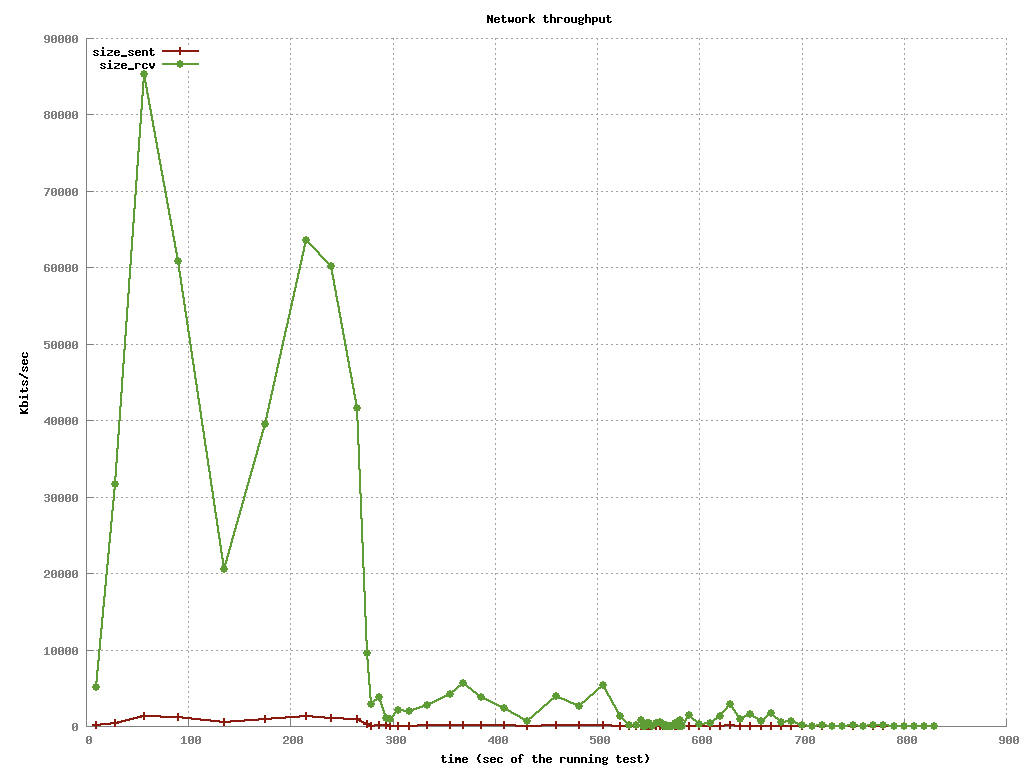 Network throughput
90000
size_sent
size_rcv
80000
70000
60000
50000
Kbits/sec
40000
30000
20000
10000
0
0 100 200 300 400 500 600 700 800 900
time (sec of the running test)